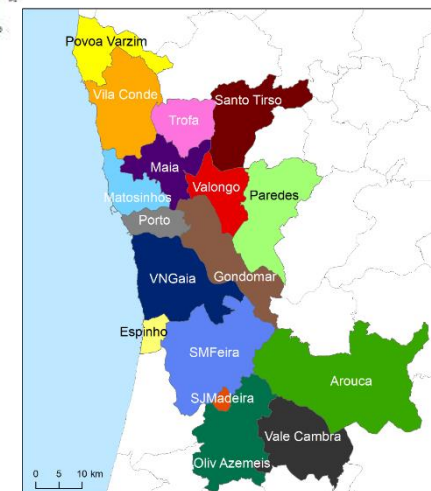 Povoa Varzim
Vila Conde
Santo Tirso
Trofa
Maia
Valongo
Paredes
Matosinhos
Porto
VNGaia
Gondomar
Espinho
SMFeira
Arouca
SJMadeira
Vale Cambra
Oliv Azemeis
0 5 10 km